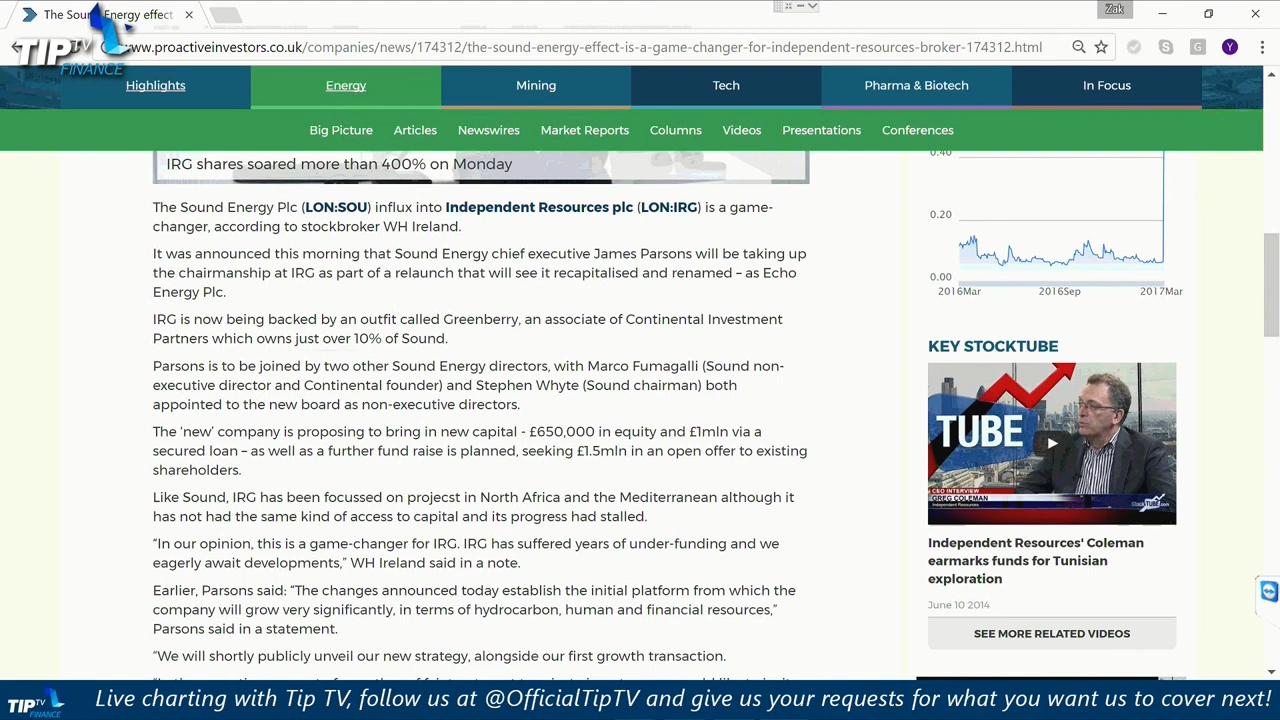 The Sound Energy effect
Zak
TIP TV
FINANCE
www.proactiveinvestors.co.uk/companies/news/174312/the-sound-energy-effect-is-a-game-changer-for-independent-resources-broker-174312.html
Highlights
Energy
Mining
Tech
Pharma & Biotech
In Focus
Big Picture
Articles
Newswires
Market Reports
Columns
Videos
Presentations
Conferences
IRG shares soared more than 400% on Monday
The Sound Energy Plc (LON:SOU) influx into Independent Resources plc (LON:IRG) is a game-
changer, according to stockbroker WH Ireland.
It was announced this morning that Sound Energy chief executive James Parsons will be taking up
the chairmanship at IRG as part of a relaunch that will see it recapitalised and renamed – as Echo
Energy Plc.
IRG is now being backed by an outfit called Greenberry, an associate of Continental Investment
Partners which owns just over 10% of Sound.
Parsons is to be joined by two other Sound Energy directors, with Marco Fumagalli (Sound non-
executive director and Continental founder) and Stephen Whyte (Sound chairman) both
appointed to the new board as non-executive directors.
The ‘new’ company is proposing to bring in new capital - £650,000 in equity and £1mln via a
secured loan – as well as a further fund raise is planned, seeking £1.5mln in an open offer to existing
shareholders.
Like Sound, IRG has been focussed on projecst in North Africa and the Mediterranean although it
has not had the same kind of access to capital and its progress had stalled.
“In our opinion, this is a game-changer for IRG. IRG has suffered years of under-funding and we
eagerly await developments,” WH Ireland said in a note.
Earlier, Parsons said: “The changes announced today establish the initial platform from which the
company will grow very significantly, in terms of hydrocarbon, human and financial resources,”
Parsons said in a statement.
“We will shortly publicly unveil our new strategy, alongside our first growth transaction.
0.40
0.20
0.00
2016Mar
2016Sep
2017Mar
KEY STOCKTUBE
TUBE
CEO INTERVIEW
GREG COLEMAN
Independent Resources
Independent Resources' Coleman
earmarks funds for Tunisian
exploration
June 10 2014
SEE MORE RELATED VIDEOS
TIP TV
FINANCE
Live charting with Tip TV, follow us at @OfficialTipTV and give us your requests for what you want us to cover next!